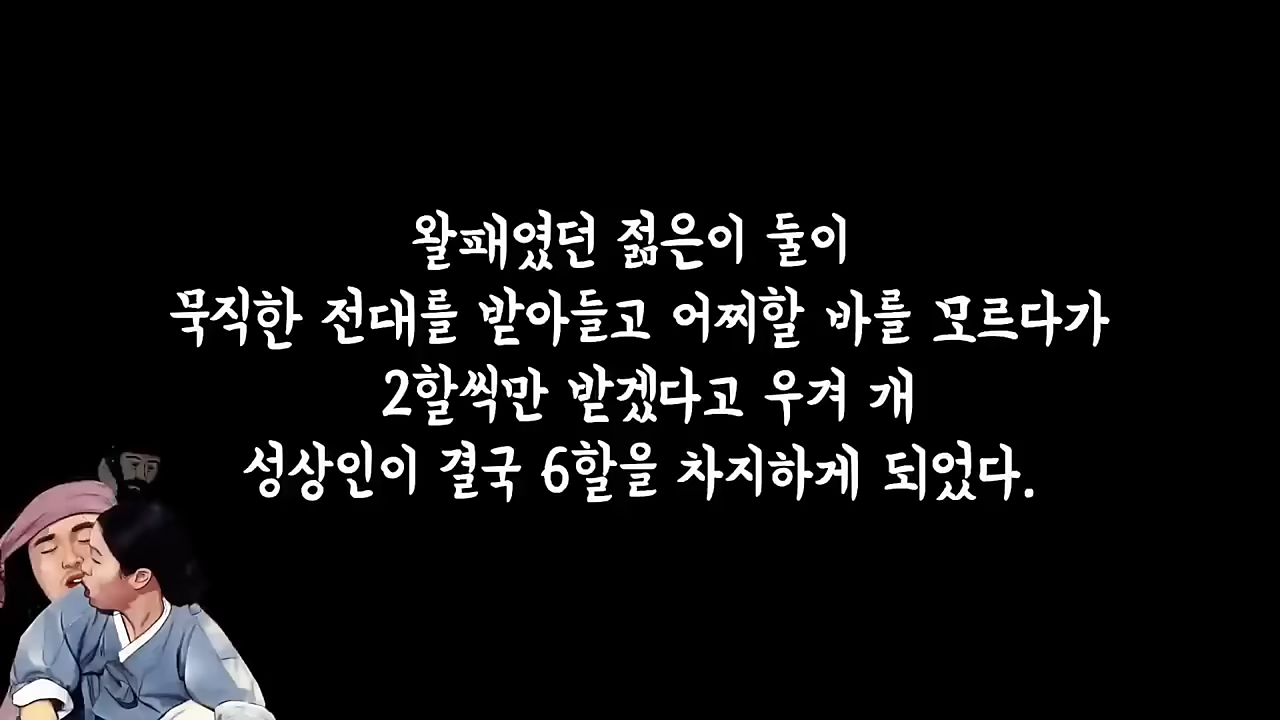 왈패였던 젊은이 둘이
묵직한 전대를 받아들고 어찌할 바를 모르다가
2할씩만 받겠다고 우겨 개
성상인이 결국 6할을 차지하게 되었다.